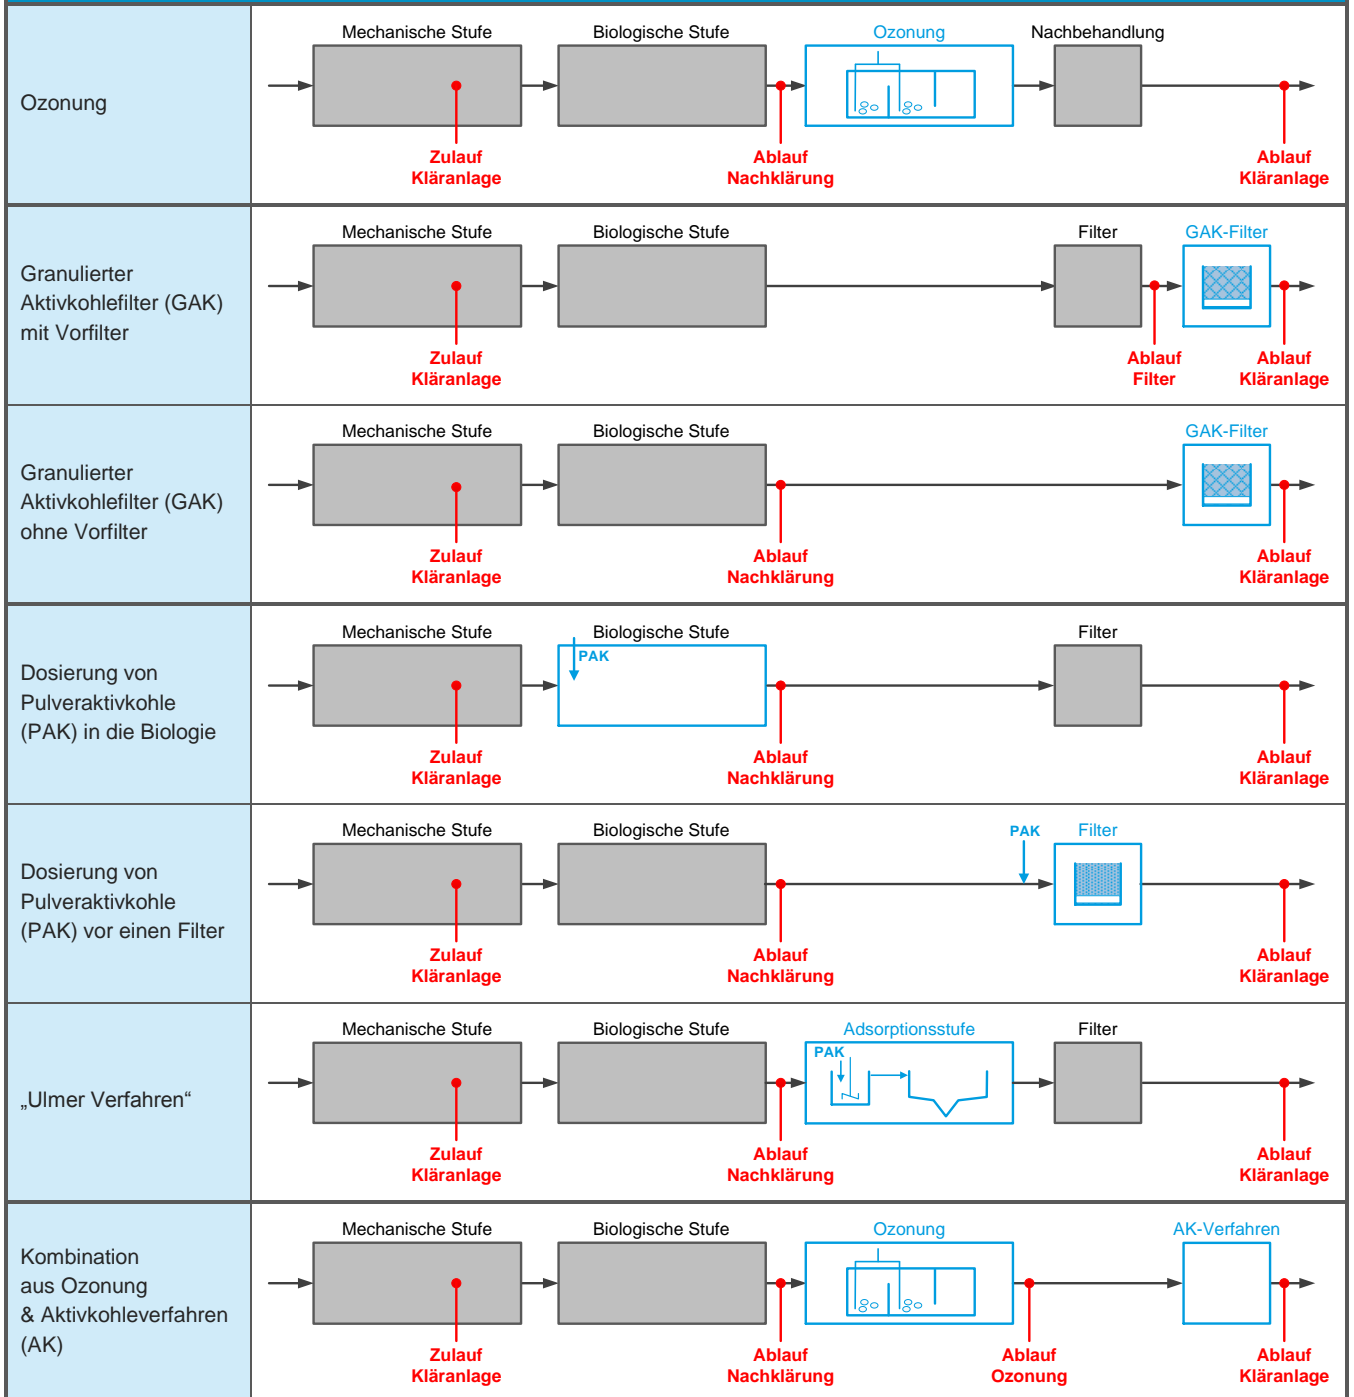 Ozonung
Mechanische Stufe
Biologische Stufe
Ozonung
Nachbehandlung
Zulauf
Kläranlage
Ablauf
Nachklärung
Ablauf
Kläranlage
Granulierter
Aktivkohlefilter (GAK)
mit Vorfilter
Mechanische Stufe
Biologische Stufe
Filter
GAK-Filter
Zulauf
Kläranlage
Ablauf
Filter
Ablauf
Kläranlage
Granulierter
Aktivkohlefilter (GAK)
ohne Vorfilter
Mechanische Stufe
Biologische Stufe
GAK-Filter
Zulauf
Kläranlage
Ablauf
Nachklärung
Ablauf
Kläranlage
Dosierung von
Pulveraktivkohle
(PAK) in die Biologie
Mechanische Stufe
Biologische Stufe
Filter
PAK
Zulauf
Kläranlage
Ablauf
Nachklärung
Ablauf
Kläranlage
Dosierung von
Pulveraktivkohle
(PAK) vor einen Filter
Mechanische Stufe
Biologische Stufe
PAK
Filter
Zulauf
Kläranlage
Ablauf
Nachklärung
Ablauf
Kläranlage
„Ulmer Verfahren“
Mechanische Stufe
Biologische Stufe
Adsorptionsstufe
Filter
PAK
Zulauf
Kläranlage
Ablauf
Nachklärung
Ablauf
Kläranlage
Kombination
aus Ozonung
& Aktivkohleverfahren
(AK)
Mechanische Stufe
Biologische Stufe
Ozonung
AK-Verfahren
Zulauf
Kläranlage
Ablauf
Nachklärung
Ablauf
Ozonung
Ablauf
Kläranlage